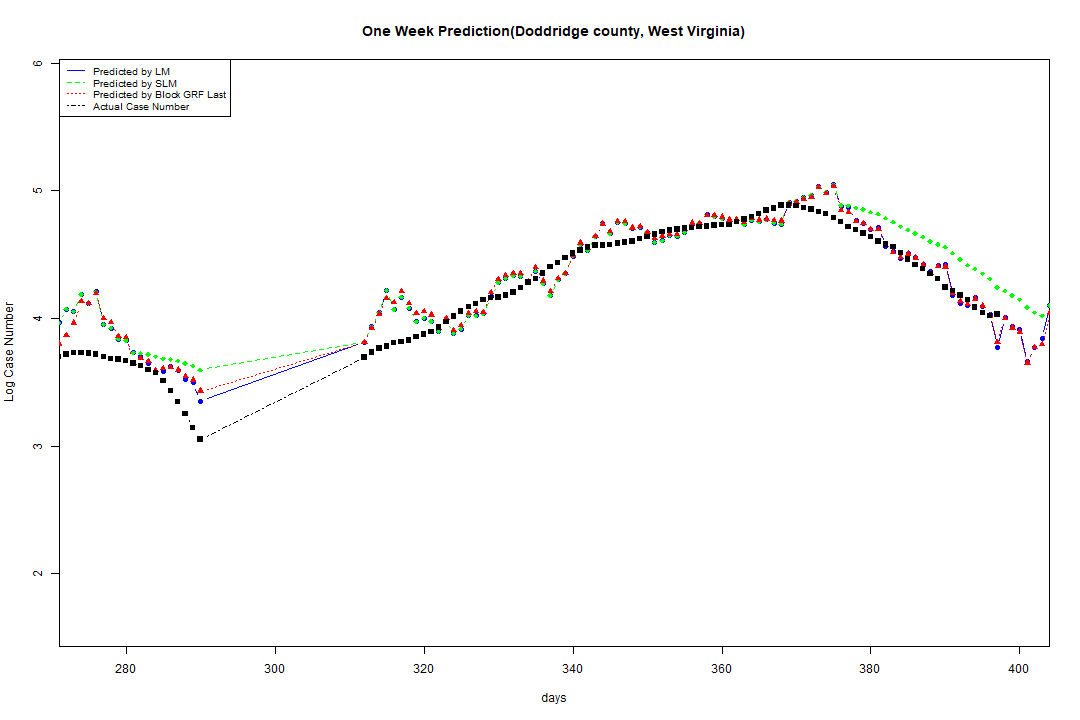 One Week Prediction(Doddridge county, West Virginia)
Predicted by LM
Predicted by SLM
Predicted by Block GRF Last
Actual Case Number
Log Case Number
6
5
4
3
2
280 300 320 340 360 380 400
days